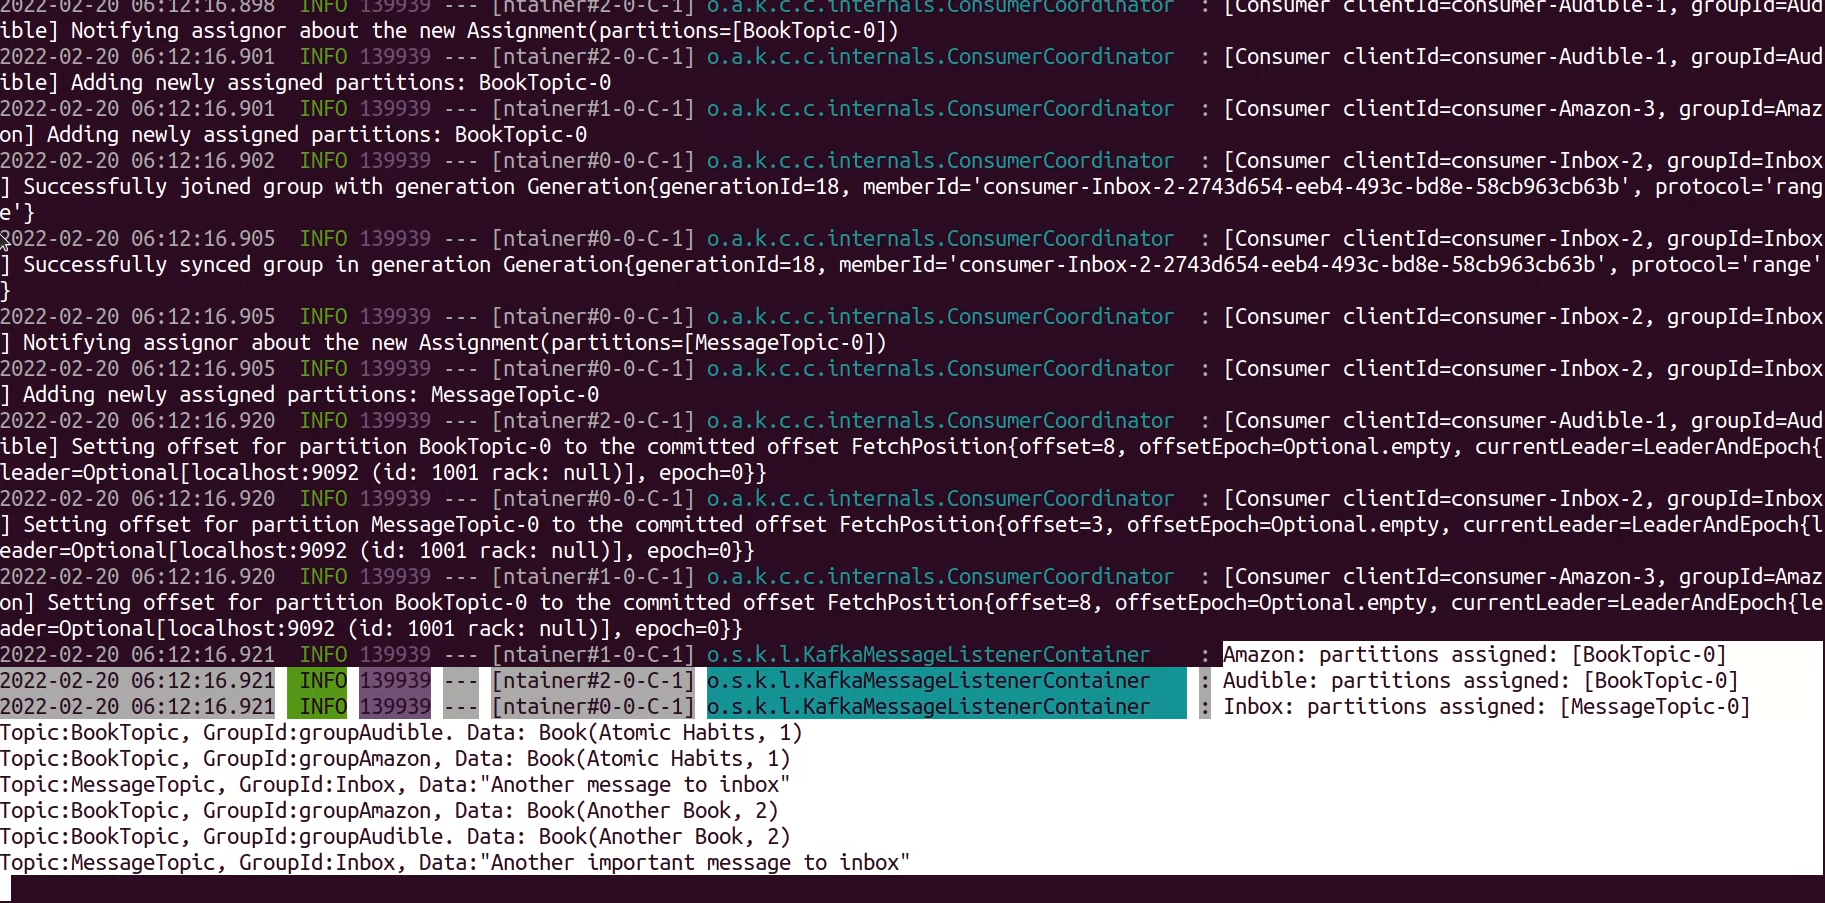 2022-02-20 06:12:16.898  INFO 139939 --- [ntainer#2-0-C-1] o.a.k.c.c.internals.ConsumerCoordinator  : [Consumer clientId=consumer-Audible-1, groupId=Aud
ible] Notifying assignor about the new Assignment(partitions=[BookTopic-0])
2022-02-20 06:12:16.901  INFO 139939 --- [ntainer#2-0-C-1] o.a.k.c.c.internals.ConsumerCoordinator  : [Consumer clientId=consumer-Audible-1, groupId=Aud
ible] Adding newly assigned partitions: BookTopic-0
2022-02-20 06:12:16.901  INFO 139939 --- [ntainer#1-0-C-1] o.a.k.c.c.internals.ConsumerCoordinator  : [Consumer clientId=consumer-Amazon-3, groupId=Amaz
on] Adding newly assigned partitions: BookTopic-0
2022-02-20 06:12:16.902  INFO 139939 --- [ntainer#0-0-C-1] o.a.k.c.c.internals.ConsumerCoordinator  : [Consumer clientId=consumer-Inbox-2, groupId=Inbox
] Successfully joined group with generation Generation{generationId=18, memberId='consumer-Inbox-2-2743d654-eeb4-493c-bd8e-58cb963cb63b', protocol='rang
e'}
2022-02-20 06:12:16.905  INFO 139939 --- [ntainer#0-0-C-1] o.a.k.c.c.internals.ConsumerCoordinator  : [Consumer clientId=consumer-Inbox-2, groupId=Inbox
] Successfully synced group in generation Generation{generationId=18, memberId='consumer-Inbox-2-2743d654-eeb4-493c-bd8e-58cb963cb63b', protocol='range'
}
2022-02-20 06:12:16.905  INFO 139939 --- [ntainer#0-0-C-1] o.a.k.c.c.internals.ConsumerCoordinator  : [Consumer clientId=consumer-Inbox-2, groupId=Inbox
] Notifying assignor about the new Assignment(partitions=[MessageTopic-0])
2022-02-20 06:12:16.905  INFO 139939 --- [ntainer#0-0-C-1] o.a.k.c.c.internals.ConsumerCoordinator  : [Consumer clientId=consumer-Inbox-2, groupId=Inbox
] Adding newly assigned partitions: MessageTopic-0
2022-02-20 06:12:16.920  INFO 139939 --- [ntainer#2-0-C-1] o.a.k.c.c.internals.ConsumerCoordinator  : [Consumer clientId=consumer-Audible-1, groupId=Aud
ible] Setting offset for partition BookTopic-0 to the committed offset FetchPosition{offset=8, offsetEpoch=Optional.empty, currentLeader=LeaderAndEpoch{
leader=Optional[localhost:9092 (id: 1001 rack: null)], epoch=0}}
2022-02-20 06:12:16.920  INFO 139939 --- [ntainer#0-0-C-1] o.a.k.c.c.internals.ConsumerCoordinator  : [Consumer clientId=consumer-Inbox-2, groupId=Inbox
] Setting offset for partition MessageTopic-0 to the committed offset FetchPosition{offset=3, offsetEpoch=Optional.empty, currentLeader=LeaderAndEpoch{l
eader=Optional[localhost:9092 (id: 1001 rack: null)], epoch=0}}
2022-02-20 06:12:16.920  INFO 139939 --- [ntainer#1-0-C-1] o.a.k.c.c.internals.ConsumerCoordinator  : [Consumer clientId=consumer-Amazon-3, groupId=Amaz
on] Setting offset for partition BookTopic-0 to the committed offset FetchPosition{offset=8, offsetEpoch=Optional.empty, currentLeader=LeaderAndEpoch{le
ader=Optional[localhost:9092 (id: 1001 rack: null)], epoch=0}}
2022-02-20 06:12:16.921  INFO 139939 --- [ntainer#1-0-C-1] o.s.k.l.KafkaMessageListenerContainer    : Amazon: partitions assigned: [BookTopic-0]
2022-02-20 06:12:16.921  INFO 139939 --- [ntainer#2-0-C-1] o.s.k.l.KafkaMessageListenerContainer    : Audible: partitions assigned: [BookTopic-0]
2022-02-20 06:12:16.921  INFO 139939 --- [ntainer#0-0-C-1] o.s.k.l.KafkaMessageListenerContainer    : Inbox: partitions assigned: [MessageTopic-0]
Topic:BookTopic, GroupId:groupAudible. Data: Book(Atomic Habits, 1)
Topic:BookTopic, GroupId:groupAmazon, Data: Book(Atomic Habits, 1)
Topic:MessageTopic, GroupId:Inbox, Data:"Another message to inbox"
Topic:BookTopic, GroupId:groupAmazon, Data: Book(Another Book, 2)
Topic:BookTopic, GroupId:groupAudible. Data: Book(Another Book, 2)
Topic:MessageTopic, GroupId:Inbox, Data:"Another important message to inbox"